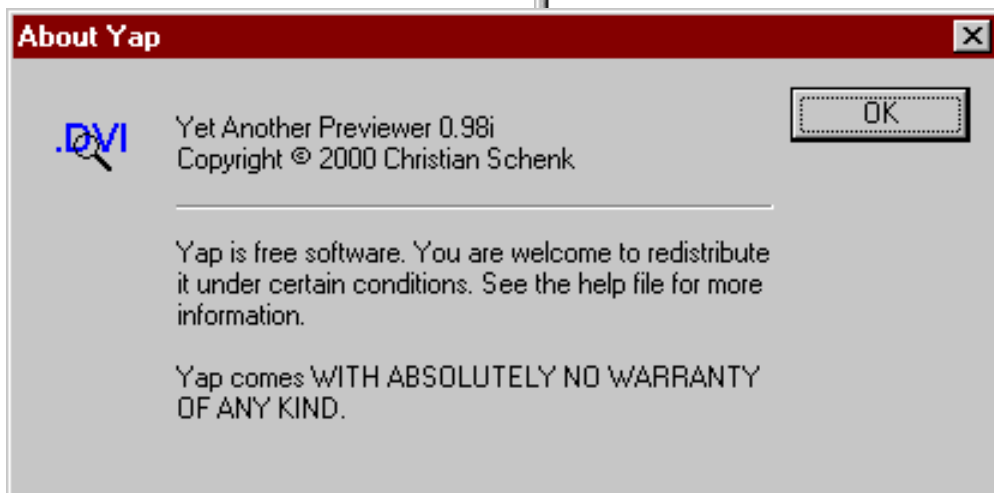 About Yap
.DVI
OK
Yet Another Previewer 0.98i
Copyright © 2000 Christian Schenk
Yap is free software. You are welcome to redistribute
it under certain conditions. See the help file for more
information.
Yap comes WITH ABSOLUTELY NO WARRANTY
OF ANY KIND.